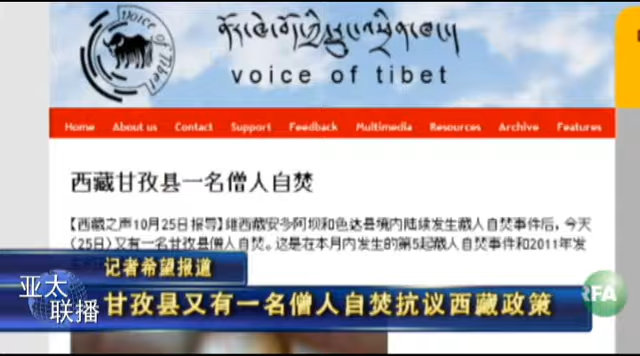 Voice of Tibet
voice of tibet
Home About us Contact Support Feedback Multimedia Resources Archive Features
西藏甘孜县一名僧人自焚
【西藏之声10月25日报导】继西藏安多阿坝和色达县境内陆续发生藏人自焚事件后，今天
（25日）又有一名甘孜县僧人自焚。这是在本月内发生的第5起藏人自焚事件和2011年发
记者希望报道
亚太
联播
甘孜县又有一名僧人自焚抗议西藏政策
RFA